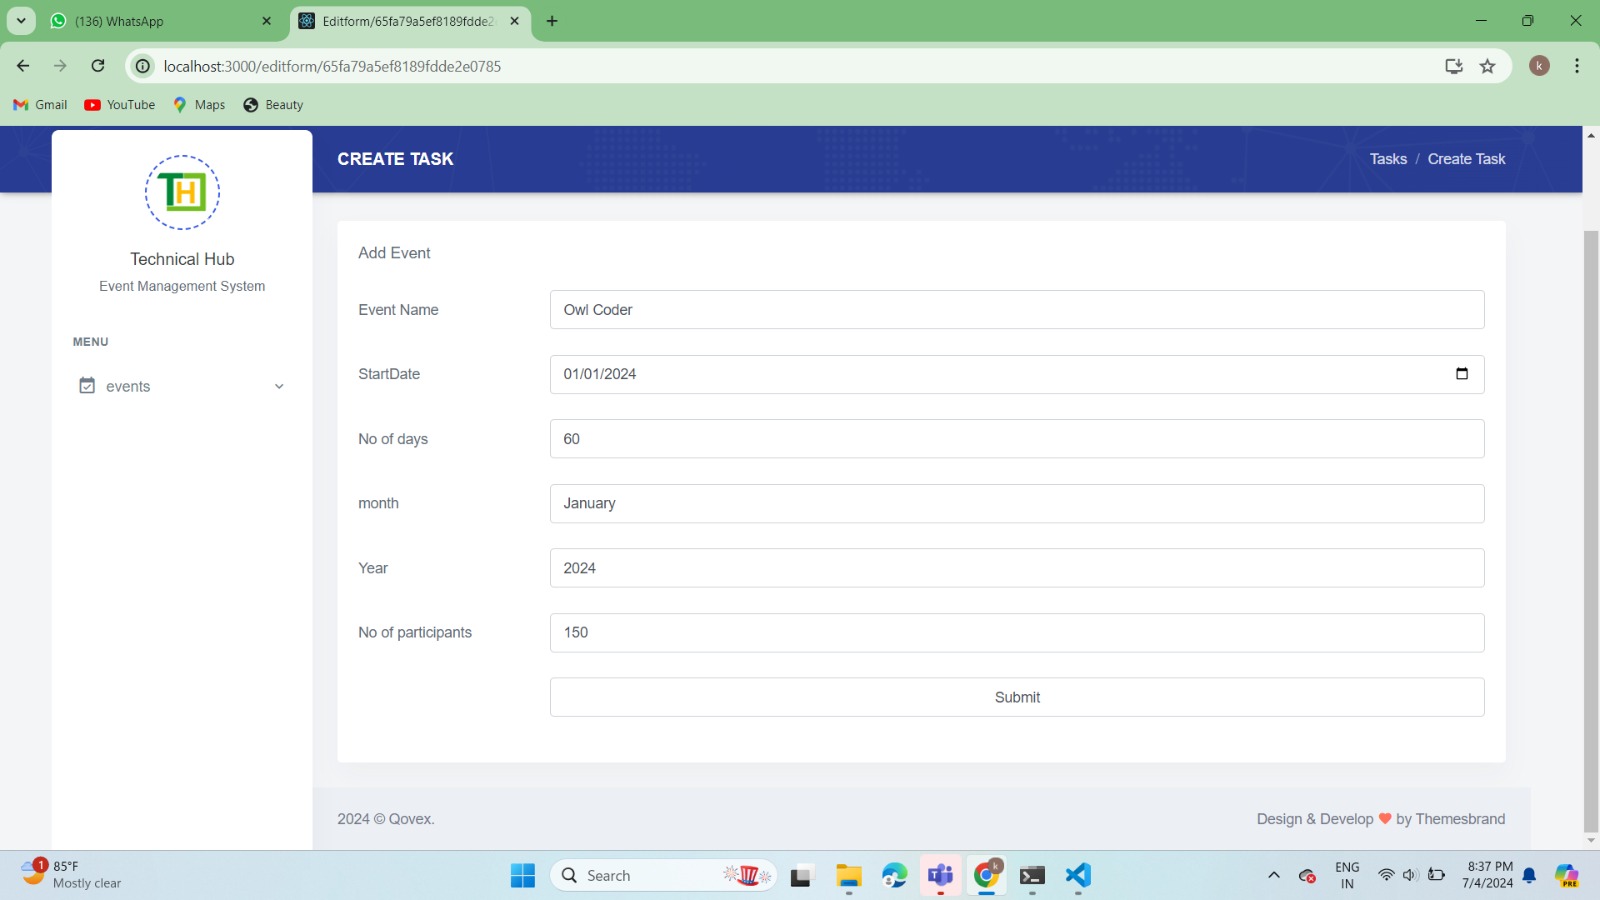 (136) WhatsApp
Editform/65fa79a5ef8189fdde2
localhost:3000/editform/65fa79a5ef8189fdde2e0785
k
Gmail
YouTube
Maps
Beauty
TH
Technical Hub
Event Management System
MENU
events
CREATE TASK
Tasks / Create Task
Add Event
Event Name
Owl Coder
StartDate
01/01/2024
No of days
60
month
January
Year
2024
No of participants
150
Submit
2024 © Qovex.
Design & Develop ❤ by Themesbrand
1
85°F
Mostly clear
Search
k
PRE
ENG
IN
8:37 PM
7/4/2024